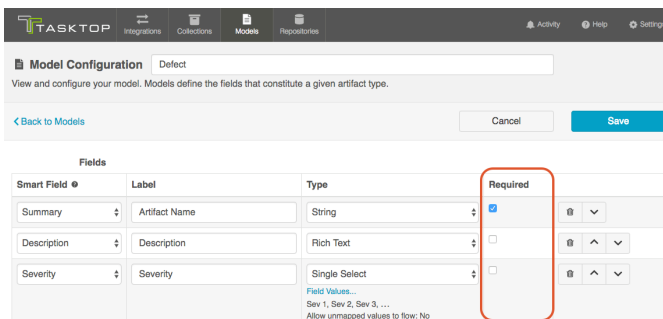 TASKTOP
Integrations Collections Models Repositories Activity Help Setting
Model Configuration Defect
View and configure your model. Models define the fields that constitute a given artifact type.
Back to Models Cancel Save
Fields
Smart Field Label Type Required
Summary Artifact Name String
Description Description Rich Text
Severity Severity Single Select
Field Values...
Sev 1, Sev 2, Sev 3, ...
Allow unmapped values to flow: No